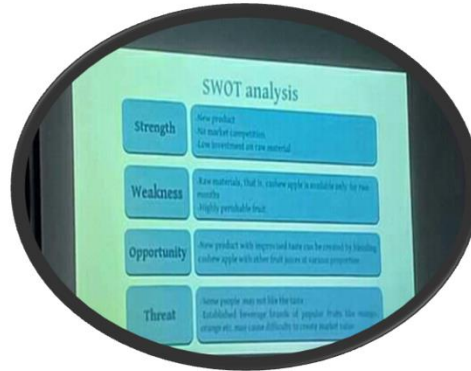 SWOT analysis
Strength
-New product
-No market competition
-Low investment on raw material
Weakness
-Raw materials, that is, cashew apple is available only for two
months
-Highly perishable fruit
Opportunity
-New product with improvised taste can be created by blending
cashew apple with other fruit juices at various proportion
Threat
-Some people may not like the taste
-Established beverage brands of popular fruits like mango,
orange etc. may cause difficulty to create market value